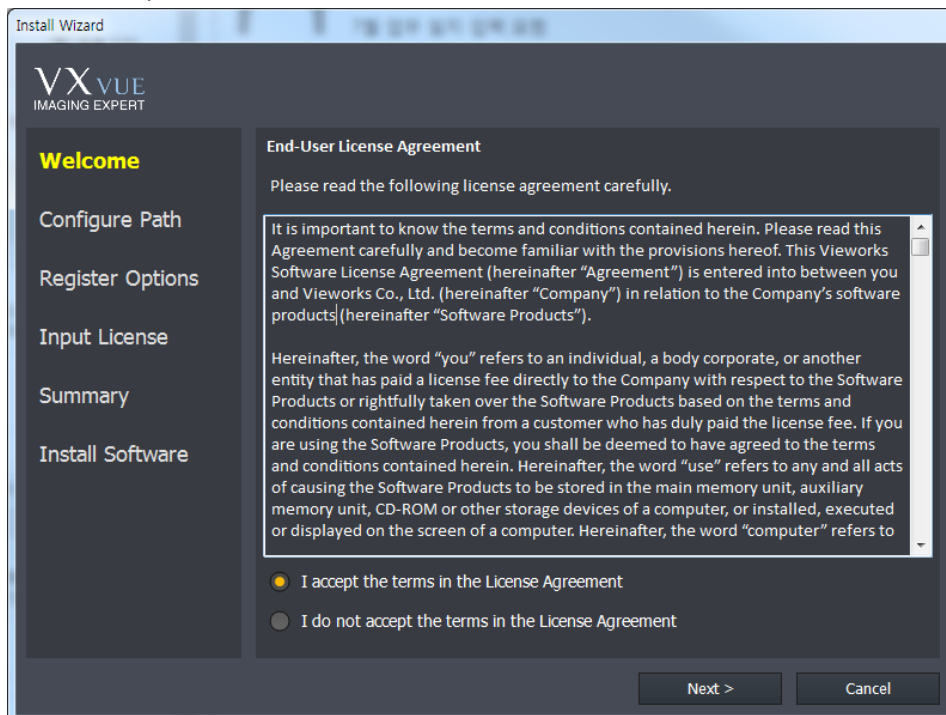 Install Wizard
VXVUE
IMAGING EXPERT
Welcome
Configure Path
Register Options
Input License
Summary
Install Software
End-User License Agreement
Please read the following license agreement carefully.
It is important to know the terms and conditions contained herein. Please read this
Agreement carefully and become familiar with the provisions hereof. This Vieworks
Software License Agreement (hereinafter “Agreement”) is entered into between you
and Vieworks Co., Ltd. (hereinafter “Company”) in relation to the Company’s software
products (hereinafter “Software Products”).
Hereinafter, the word “you” refers to an individual, a body corporate, or another
entity that has paid a license fee directly to the Company with respect to the Software
Products or rightfully taken over the Software Products based on the terms and
conditions contained herein from a customer who has duly paid the license fee. If you
are using the Software Products, you shall be deemed to have agreed to the terms
and conditions contained herein. Hereinafter, the word “use” refers to any and all acts
of causing the Software Products to be stored in the main memory unit, auxiliary
memory unit, CD-ROM or other storage devices of a computer, or installed, executed
or displayed on the screen of a computer. Hereinafter, the word “computer” refers to
I accept the terms in the License Agreement
I do not accept the terms in the License Agreement
Next >
Cancel